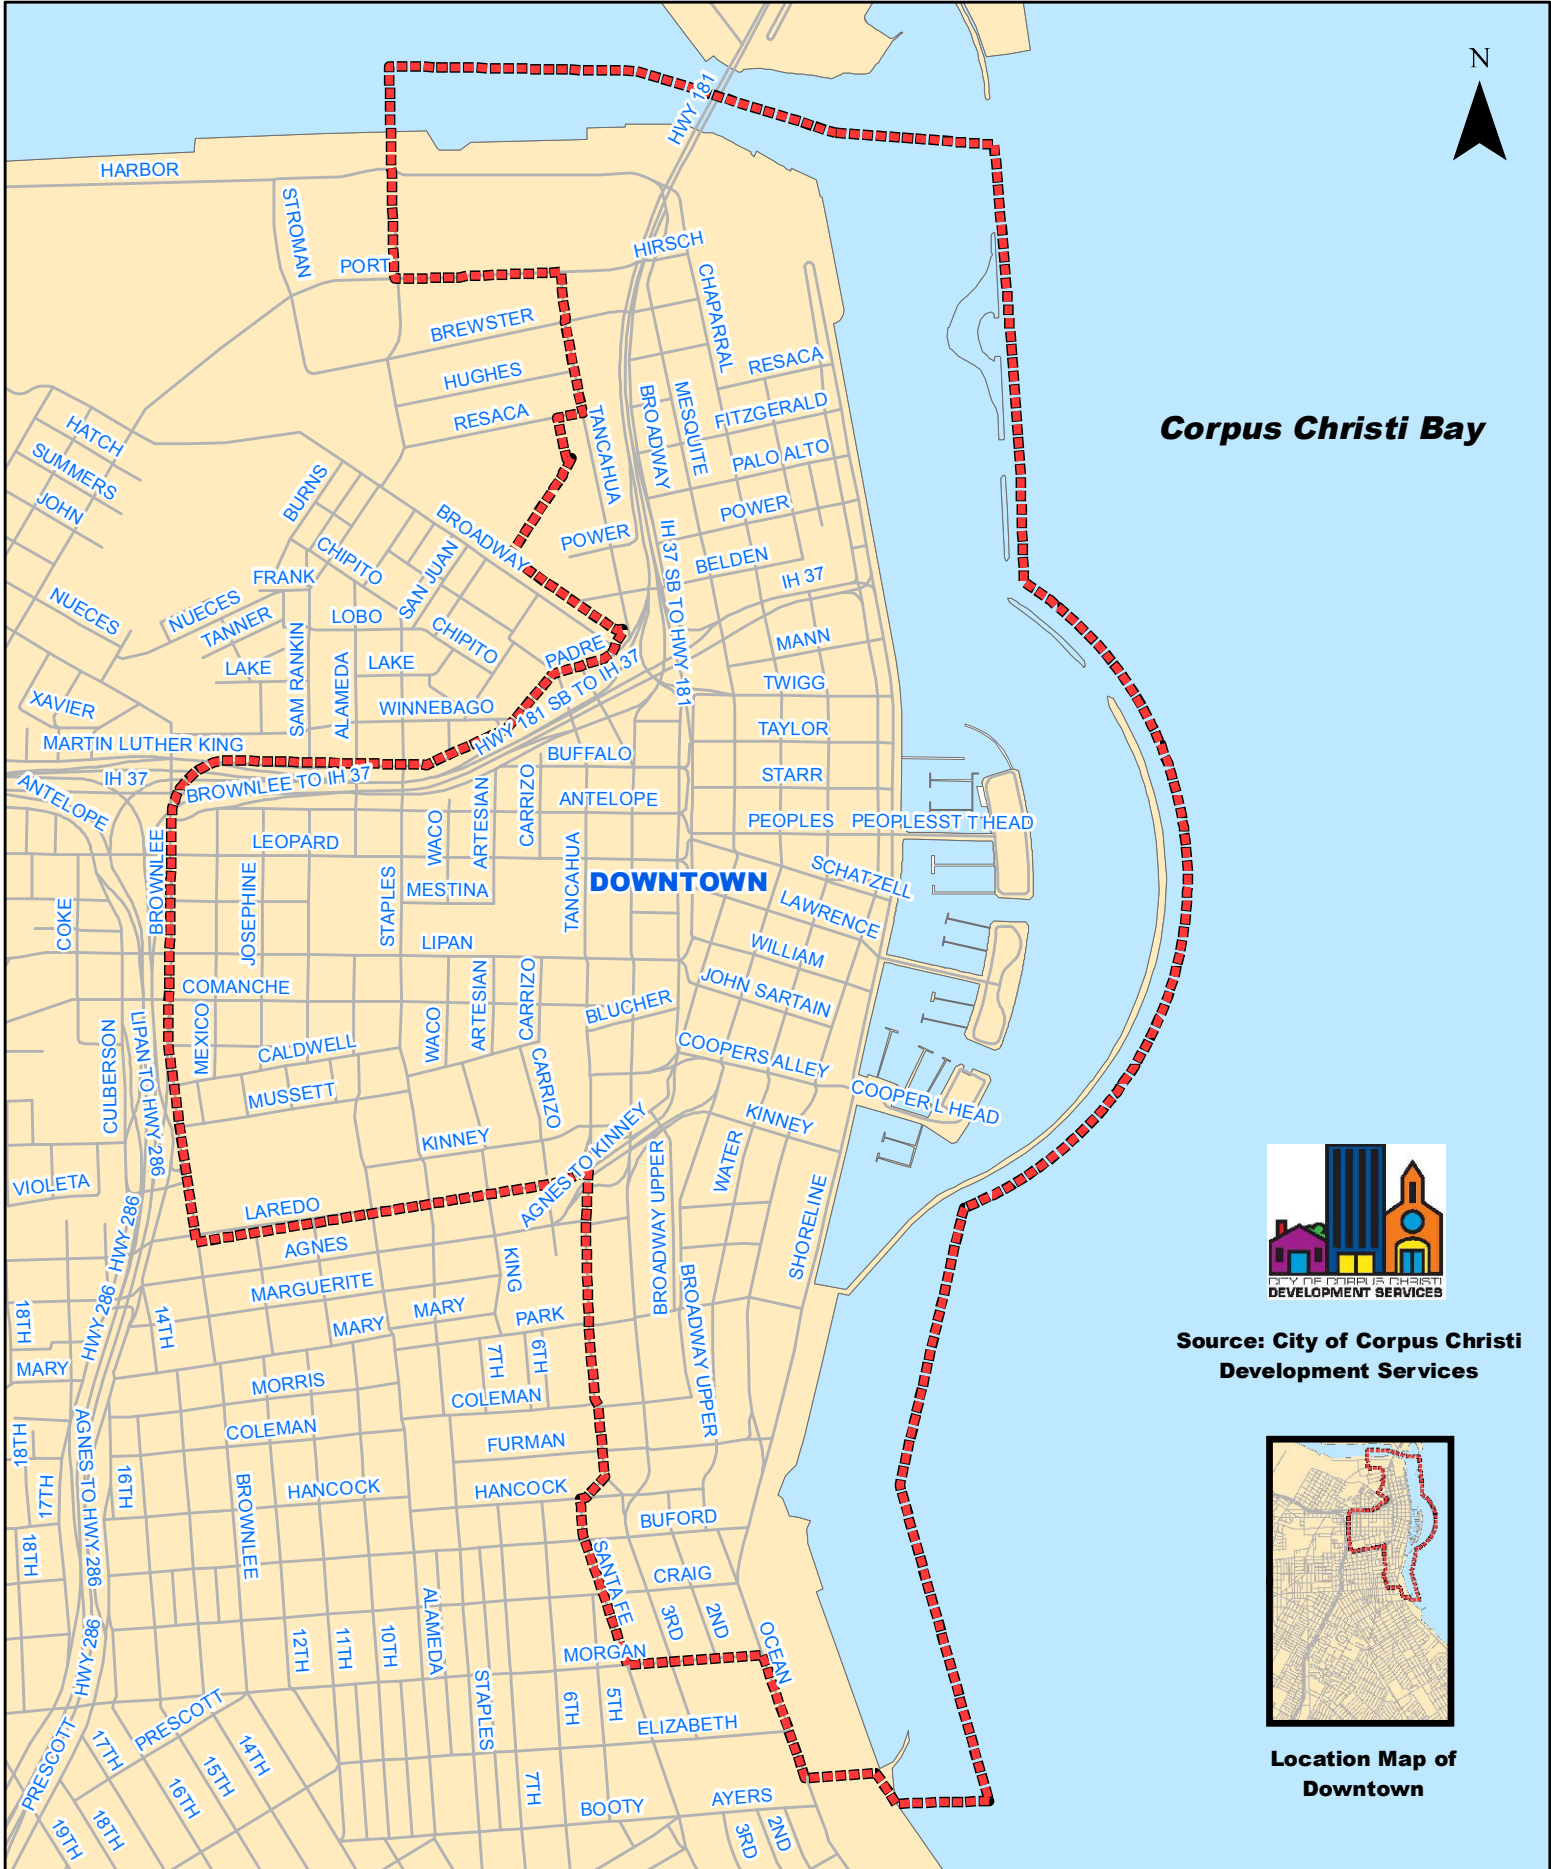 N
HWY 181
HARBOR
STROMAN
HIRSCH
PORT
CHAPARRAL
BREWSTER
RESACA
HUGHES
BROADWAY
MESQUITE
FITZGERALD
RESACA
TANCAHUA
Corpus Christi Bay
HATCH
SUMMERS
PALO ALTO
JOHN
BURNS
BROADWAY
POWER
POWER
CHIPITO
SAN JUAN
IH 37 SB TO HWY 181
BELDEN
FRANK
IH 37
NUECES
NUECES
TANNER
LOBO
CHIPITO
MANN
LAKE
SAM RANKIN
ALAMEDA
LAKE
PADRE
TWIGG
XAVIER
WINNEBAGO
HWY 181 SB TO IH 37
TAYLOR
MARTIN LUTHER KING
BUFFALO
IH 37
BROWNLEE TO IH 37
STARR
ANTELOPE
ARTESIAN
CARRIZO
ANTELOPE
PEOPLES
PEOPLESST T HEAD
WACO
LEOPARD
BROWNLEE
TANCAHUA
DOWNTOWN
SCHATZELL
MESTINA
STAPLES
JOSEPHINE
COKE
LAWRENCE
LIPAN
WILLIAM
COMANCHE
JOHN SARTAIN
BLUCHER
WACO
ARTESIAN
CARRIZO
MEXICO
CULBERSON
LIPAN TO HWY 286
CALDWELL
COOPERS ALLEY
CARRIZO
MUSSETT
COOPER L HEAD
KINNEY
KINNEY
AGNES TO KINNEY
WATER
VIOLETA
LAREDO
BROADWAY UPPER
SHORELINE
HWY 286
AGNES
KING
MARGUERITE
BROADWAY UPPER
CITY OF CORPUS CHRISTI
DEVELOPMENT SERVICES
18TH
HWY 286
14TH
MARY
MARY
PARK
Source: City of Corpus Christi
Development Services
MARY
7TH
6TH
MORRIS
COLEMAN
COLEMAN
FURMAN
18TH
17TH
AGNES TO HWY 286
16TH
BROWNLEE
HANCOCK
HANCOCK
BUFORD
18TH
SANTA FE
CRAIG
ALAMEDA
12TH
11TH
10TH
3RD
2ND
OCEAN
MORGAN
HWY 286
STAPLES
6TH
5TH
PRESCOTT
PRESCOTT
ELIZABETH
17TH
14TH
15TH
16TH
7TH
BOOTY
AYERS
19TH
18TH
3RD
2ND
Location Map of
Downtown